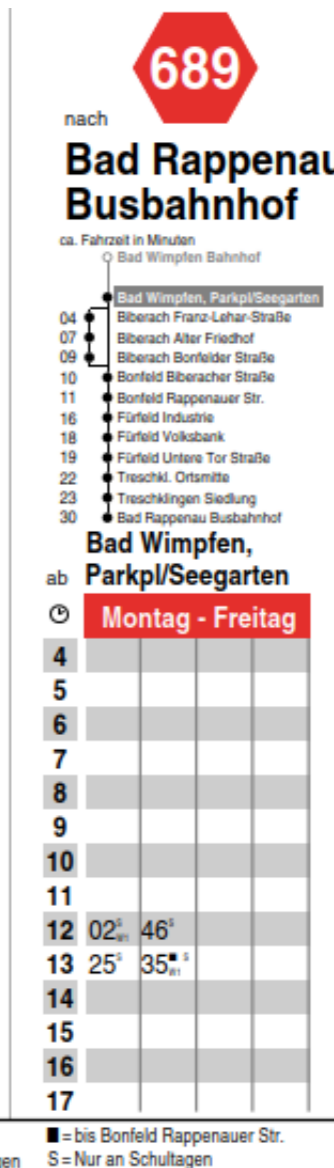 689
nach
Bad Rappenau
Busbahnhof
ca. Fahrzeit in Minuten
Bad Wimpfen Bahnhof
Bad Wimpfen, Parkpl/Seegarten
04 Biberach Franz-Lehar-Straße
07 Biberach Alter Friedhof
09 Biberach Bonfelder Straße
10 Bonfeld Biberacher Straße
11 Bonfeld Rappenauer Str.
16 Fürfeld Industrie
18 Fürfeld Volksbank
19 Fürfeld Untere Tor Straße
22 Treschkl. Ortsmitte
23 Treschklingen Siedlung
30 Bad Rappenau Busbahnhof
Bad Wimpfen,
ab Parkpl/Seegarten
Montag - Freitag
4
5
6
7
8
9
10
11
12 02 S W1 46 S
13 25 S 35 ■ S W1
14
15
16
17
■ = bis Bonfeld Rappenauer Str.
S = Nur an Schultagen